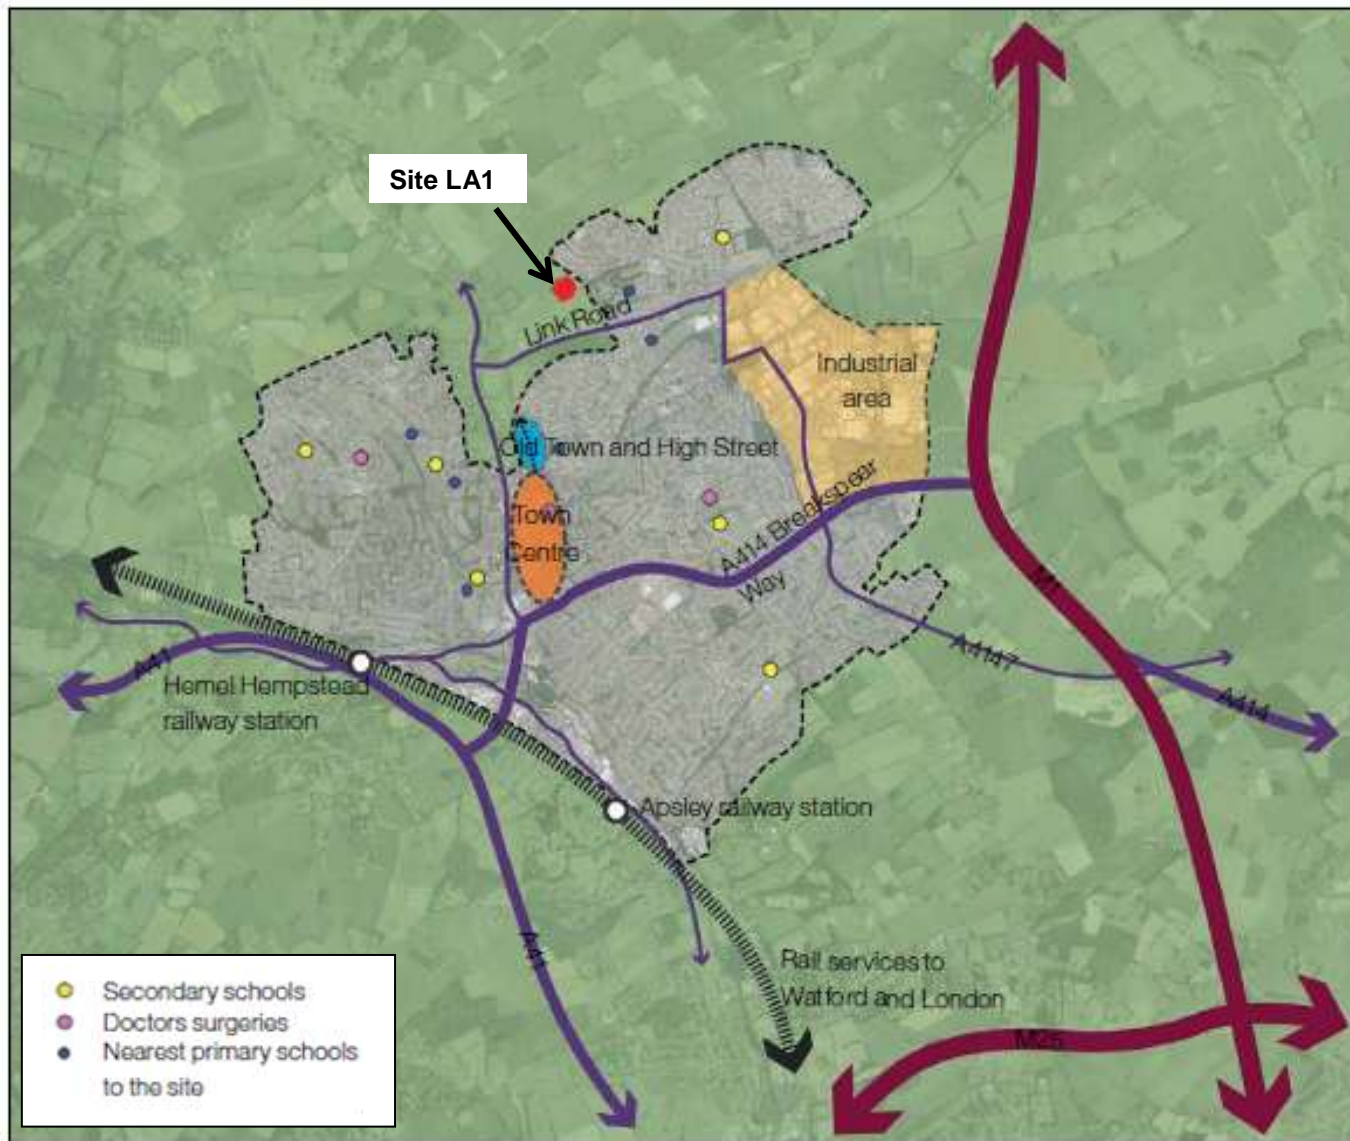 Site LA1
Link Road
Industrial
area
Old Town and High Street
Town
Centre
A414 Breakspear
Way
M1
A4147
A414
A41
Hemel Hempstead
railway station
Apsley railway station
A41
Rail services to
Watford and London
M25
Secondary schools
Doctors surgeries
Nearest primary schools
to the site